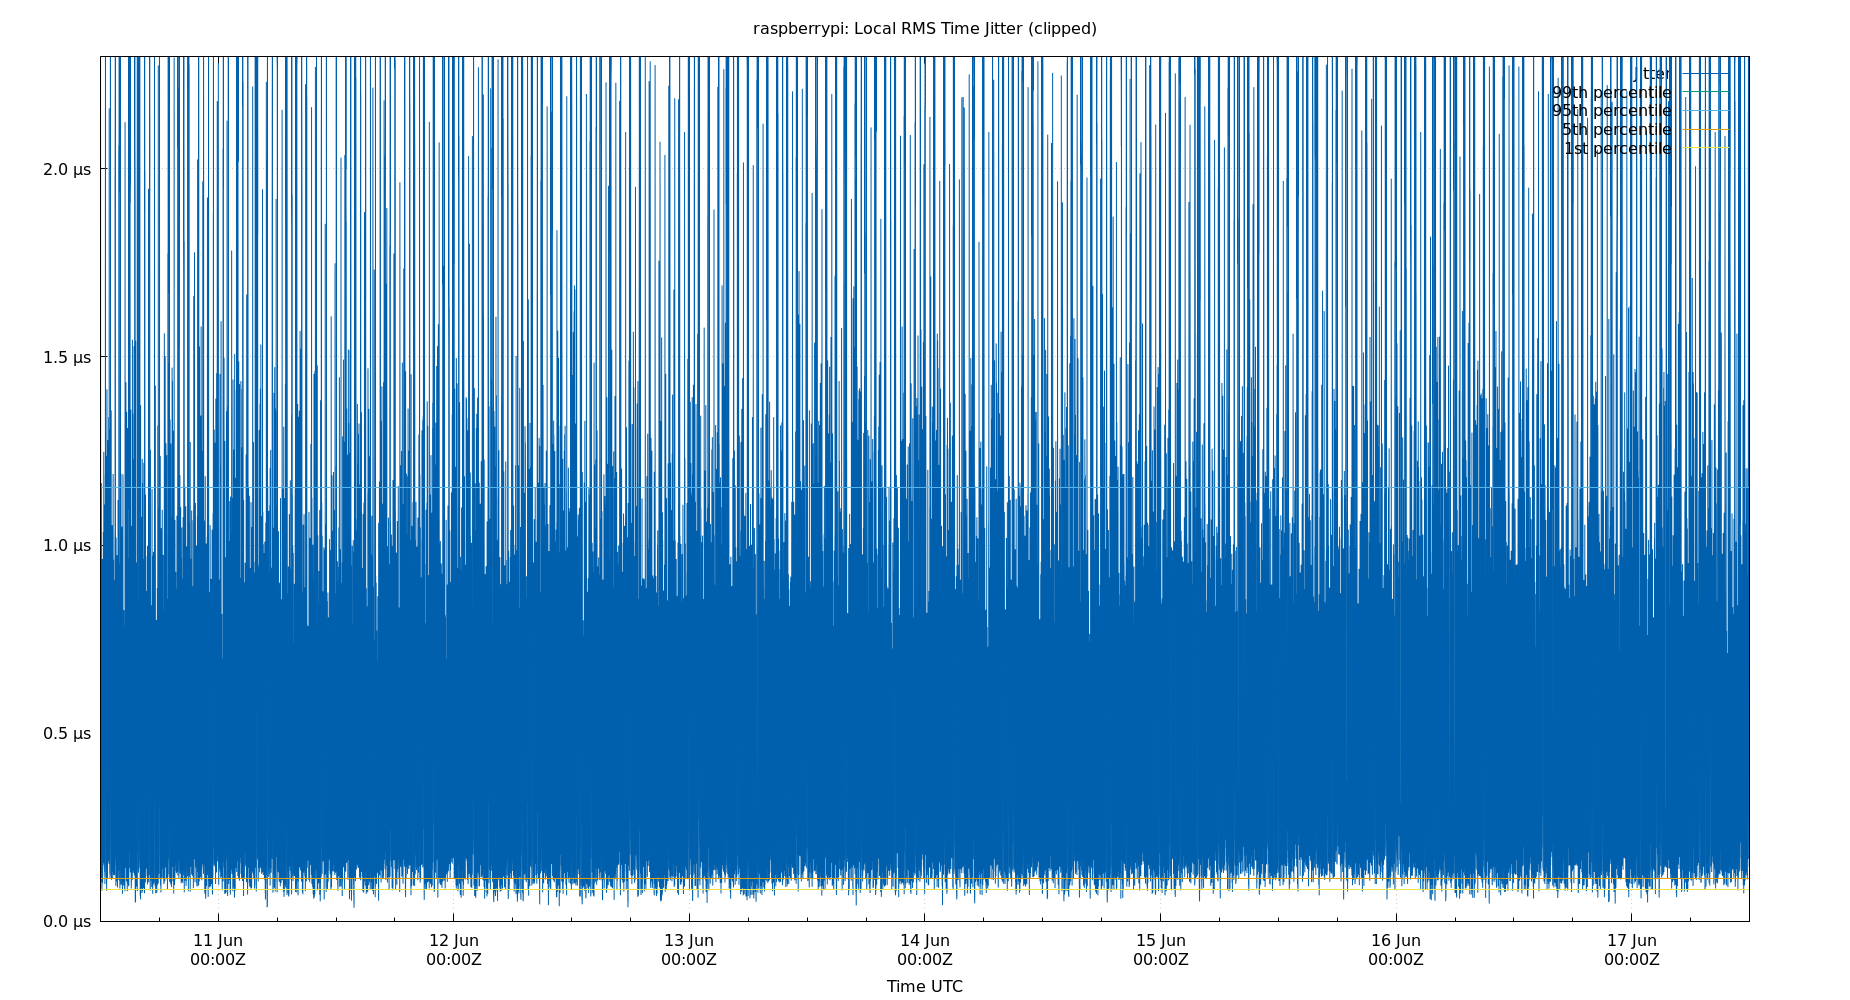 raspberrypi: Local RMS Time Jitter (clipped)
Jitter
99th percentile
95th percentile
5th percentile
1st percentile
2.0 μs
1.5 μs
1.0 μs
0.5 μs
0.0 μs
11 Jun 12 Jun 13 Jun 14 Jun 15 Jun 16 Jun 17 Jun
00:00Z 00:00Z 00:00Z 00:00Z 00:00Z 00:00Z 00:00Z
Time UTC